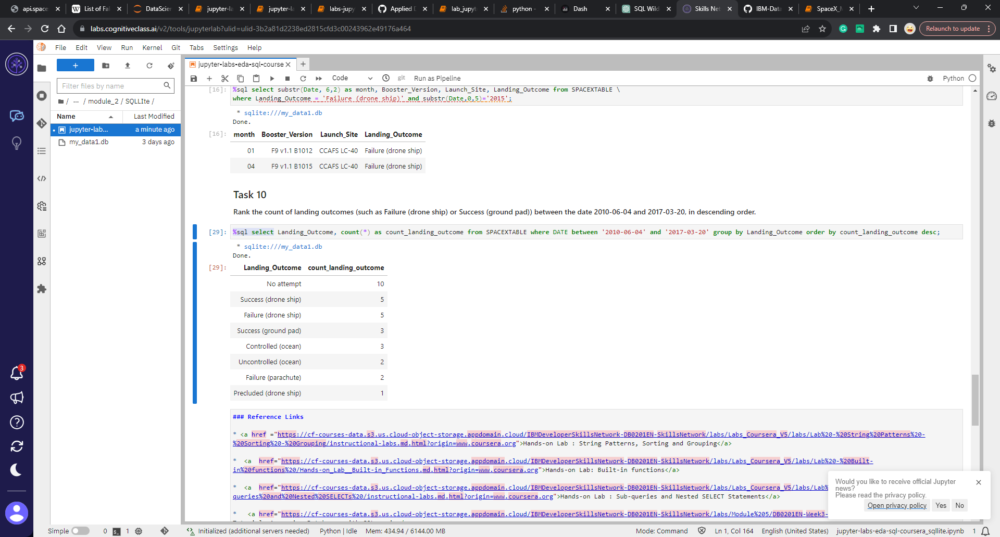 api.space
List of Fal
DataScien
jupyter-la
jupyter-la
labs-jupy
Applied D
lab_jupyt
python -
Dash
SQL Wild
Skills Net
IBM-Data
SpaceX_M
labs.cognitiveclass.ai/v2/tools/jupyterlab?ulid=ulid-3b2a81d2238ed2815cfd3c00243962e49176a464
Relaunch to update
File Edit View Run Kernel Git Tabs Settings Help
jupyter-labs-eda-sql-course
Filter files by name
/ ... / module_2 / SQLLIte /
Name Last Modified
jupyter-lab... a minute ago
my_data1.db 3 days ago
Code git Run as Pipeline Python
[16]: %sql select substr(Date, 6,2) as month, Booster_Version, Launch_Site, Landing_Outcome from SPACEXTABLE \
where Landing_Outcome = 'Failure (drone ship)' and substr(Date,0,5)='2015';
* sqlite:///my_data1.db
Done.
[16]: month Booster_Version Launch_Site Landing_Outcome
01 F9 v1.1 B1012 CCAFS LC-40 Failure (drone ship)
04 F9 v1.1 B1015 CCAFS LC-40 Failure (drone ship)
Task 10
Rank the count of landing outcomes (such as Failure (drone ship) or Success (ground pad)) between the date 2010-06-04 and 2017-03-20, in descending order.
[29]: %sql select Landing_Outcome, count(*) as count_landing_outcome from SPACEXTABLE where DATE between '2010-06-04' and '2017-03-20' group by Landing_Outcome order by count_landing_outcome desc;
* sqlite:///my_data1.db
Done.
[29]: Landing_Outcome count_landing_outcome
No attempt 10
Success (drone ship) 5
Failure (drone ship) 5
Success (ground pad) 3
Controlled (ocean) 3
Uncontrolled (ocean) 2
Failure (parachute) 2
Precluded (drone ship) 1
### Reference Links
* <a href ="https://cf-courses-data.s3.us.cloud-object-storage.appdomain.cloud/IBMDeveloperSkillsNetwork-DB0201EN-SkillsNetwork/labs/Labs_Coursera_V5/labs/Lab%20-%20String%20Patterns%20-
%20Sorting%20-%20Grouping/instructional-labs.md.html?origin=www.coursera.org">Hands-on Lab : String Patterns, Sorting and Grouping</a>
* <a href="https://cf-courses-data.s3.us.cloud-object-storage.appdomain.cloud/IBMDeveloperSkillsNetwork-DB0201EN-SkillsNetwork/labs/Labs_Coursera_V5/labs/Lab%20-%20Built-
in%20functions%20/Hands-on_Lab__Built-in_Functions.md.html?origin=www.coursera.org">Hands-on Lab: Built-in functions</a>
* <a href="https://cf-courses-data.s3.us.cloud-object-storage.appdomain.cloud/IBMDeveloperSkillsNetwork-DB0201EN-SkillsNetwork/labs/Labs_Coursera_V5/labs/Lab%
queries%20and%20Nested%20SELECTs%20/instructional-labs.md.html?origin=www.coursera.org">Hands-on Lab : Sub-queries and Nested SELECT Statements</a>
* <a href="https://cf-courses-data.s3.us.cloud-object-storage.appdomain.cloud/IBMDeveloperSkillsNetwork-DB0201EN-SkillsNetwork/labs/Module%205/DB0201EN-Week3-
Would you like to receive official Jupyter
news?
Please read the privacy policy.
Open privacy policy Yes No
3
Simple 0 1 Initialized (additional servers needed) Python | Idle Mem: 434.94 / 6144.00 MB Mode: Command Ln 1, Col 164 English (United States) jupyter-labs-eda-sql-coursera_sqllite.ipynb 1